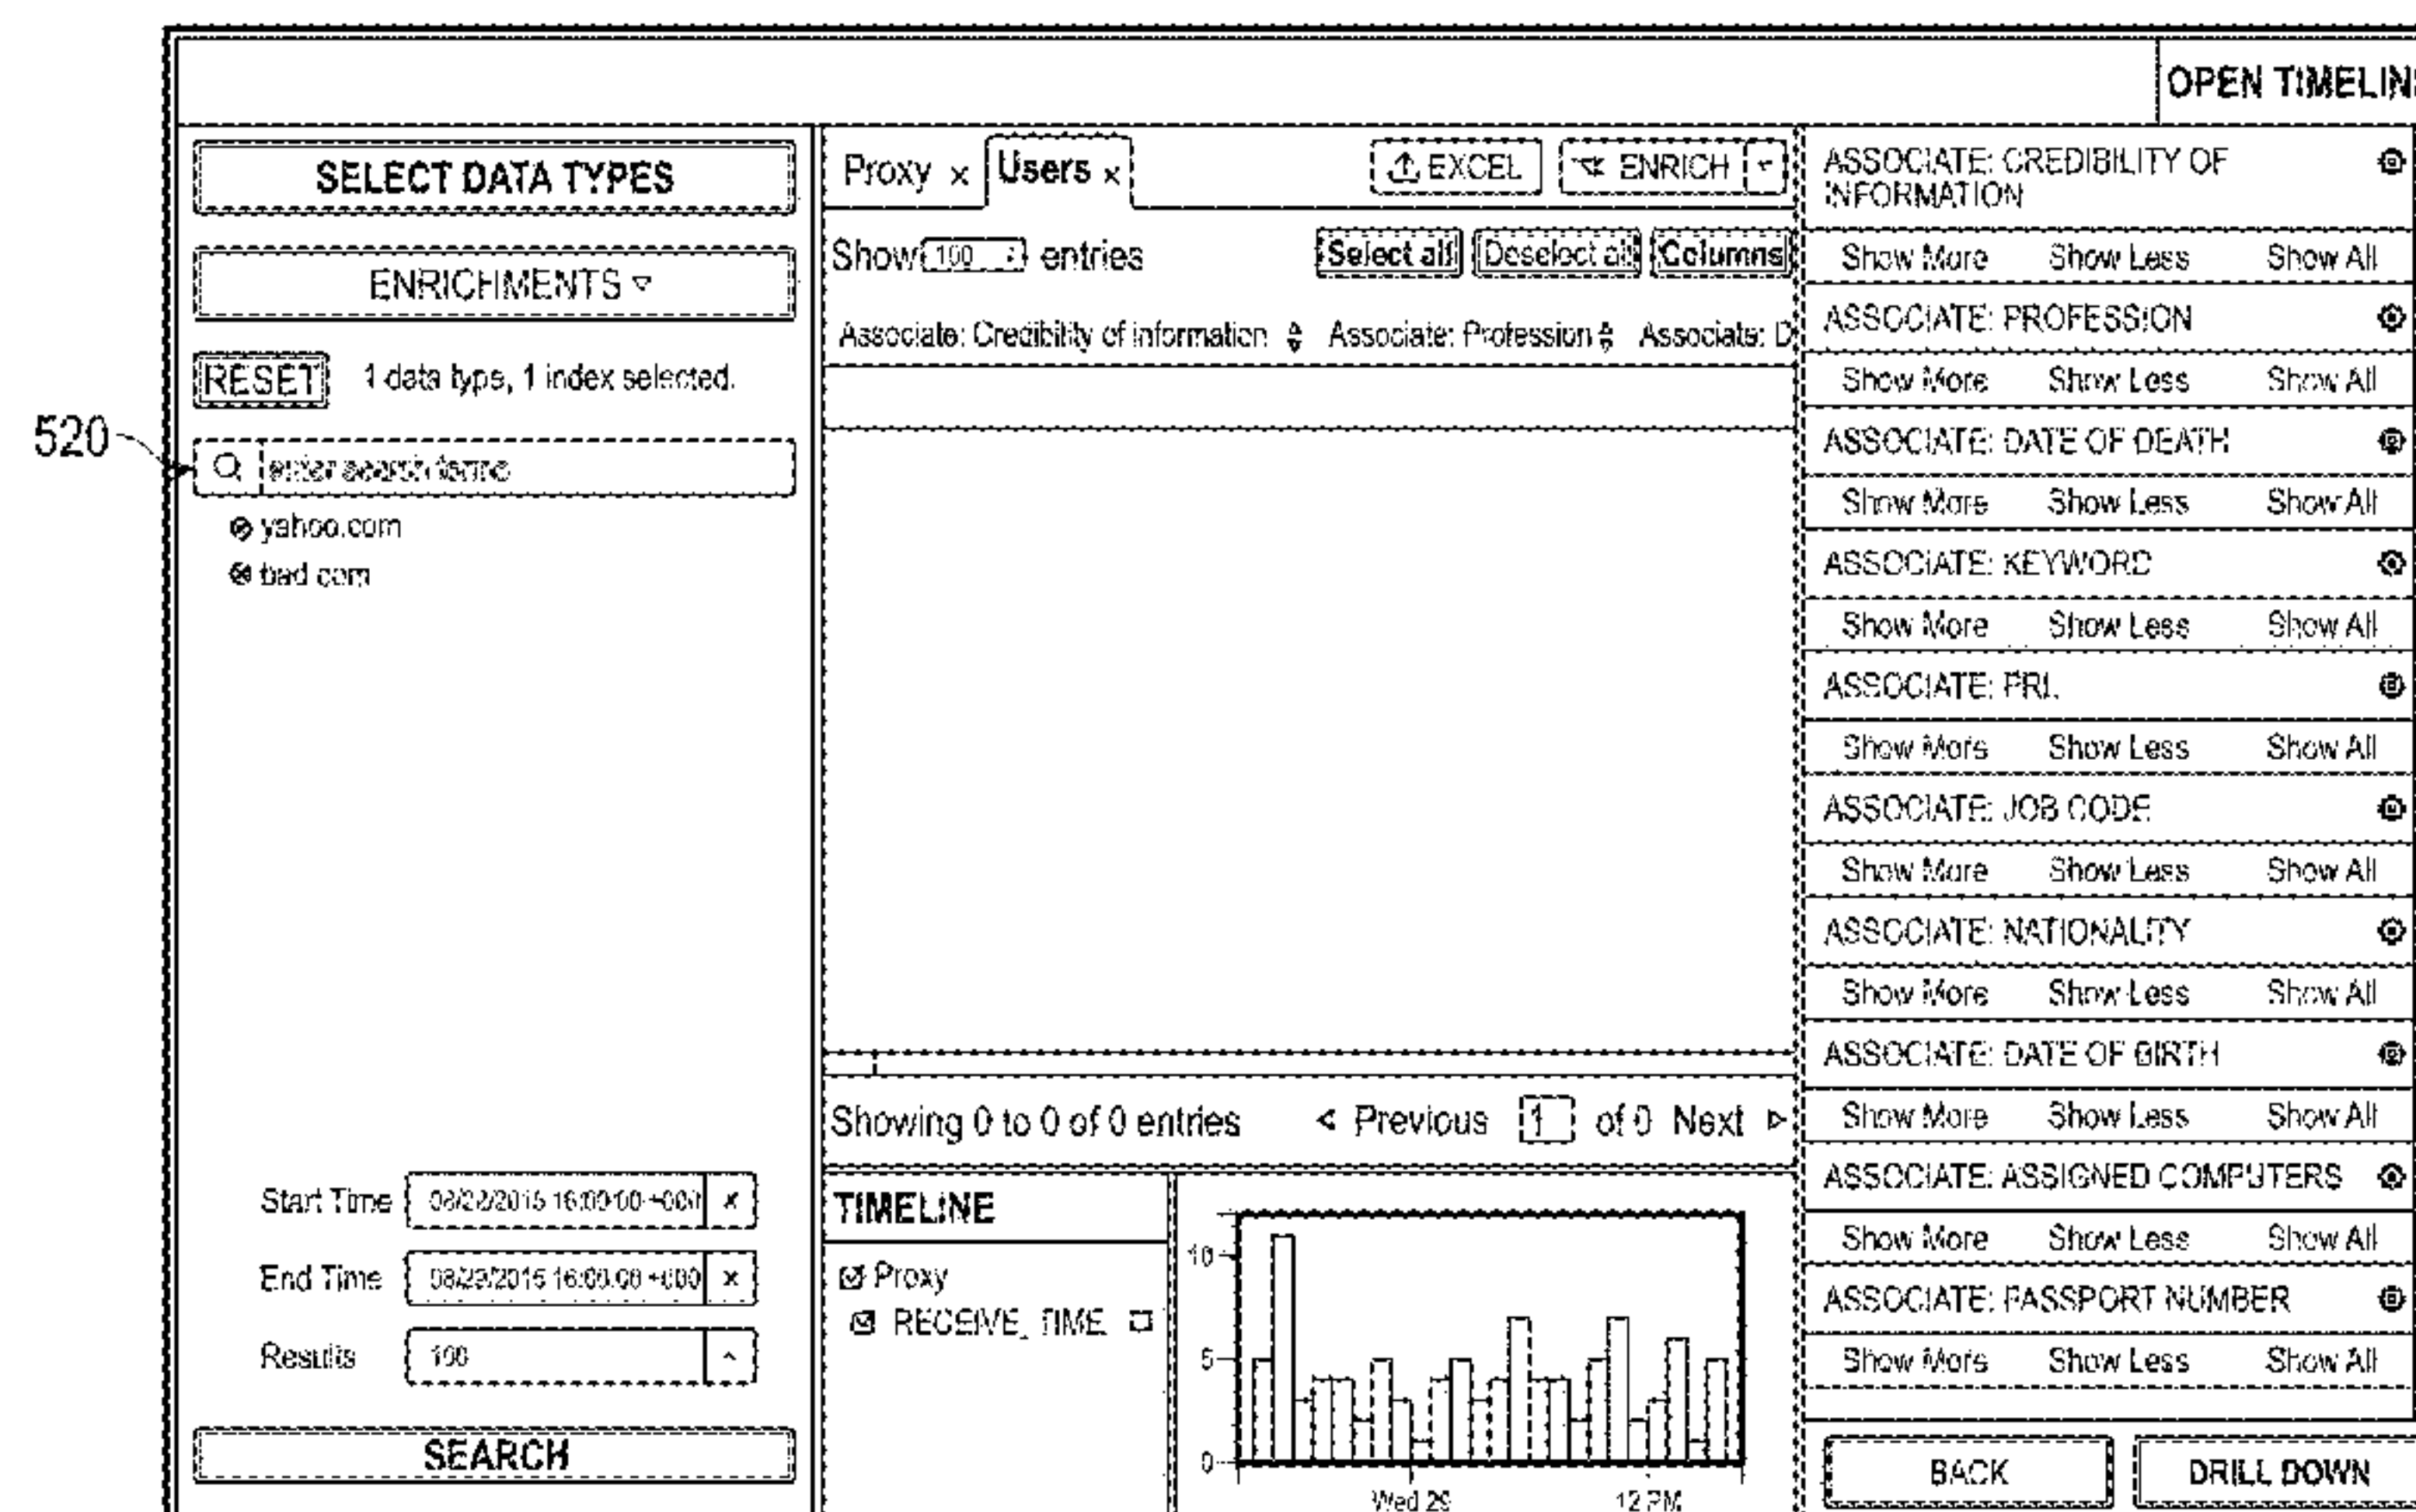 OPEN TIMELIN
SELECT DATA TYPES
ENRICHMENTS
RESET 1 data type, 1 index selected.
520
enter search terms
yahoo.com
bad.com
Start Time
End Time
Results 100
SEARCH
Proxy x Users x EXCEL ENRICH
Show 100 entries Select all Deselect all Columns
Associate: Credibility of information Associate: Profession Associate: D
Showing 0 to 0 of 0 entries Previous 1 of 0 Next
TIMELINE
Proxy
RECEIVE_TIME
10
5
0
Wed 29 12 PM
ASSOCIATE: CREDIBILITY OF
INFORMATION
Show More Show Less Show All
ASSOCIATE: PROFESSION
Show More Show Less Show All
ASSOCIATE: DATE OF DEATH
Show More Show Less Show All
ASSOCIATE: KEYWORD
Show More Show Less Show All
ASSOCIATE:
Show More Show Less Show All
ASSOCIATE: JOB CODE
Show More Show Less Show All
ASSOCIATE: NATIONALITY
Show More Show Less Show All
ASSOCIATE: DATE OF BIRTH
Show More Show Less Show All
ASSOCIATE: ASSIGNED COMPUTERS
Show More Show Less Show All
ASSOCIATE: PASSPORT NUMBER
Show More Show Less Show All
BACK DRILL DOWN